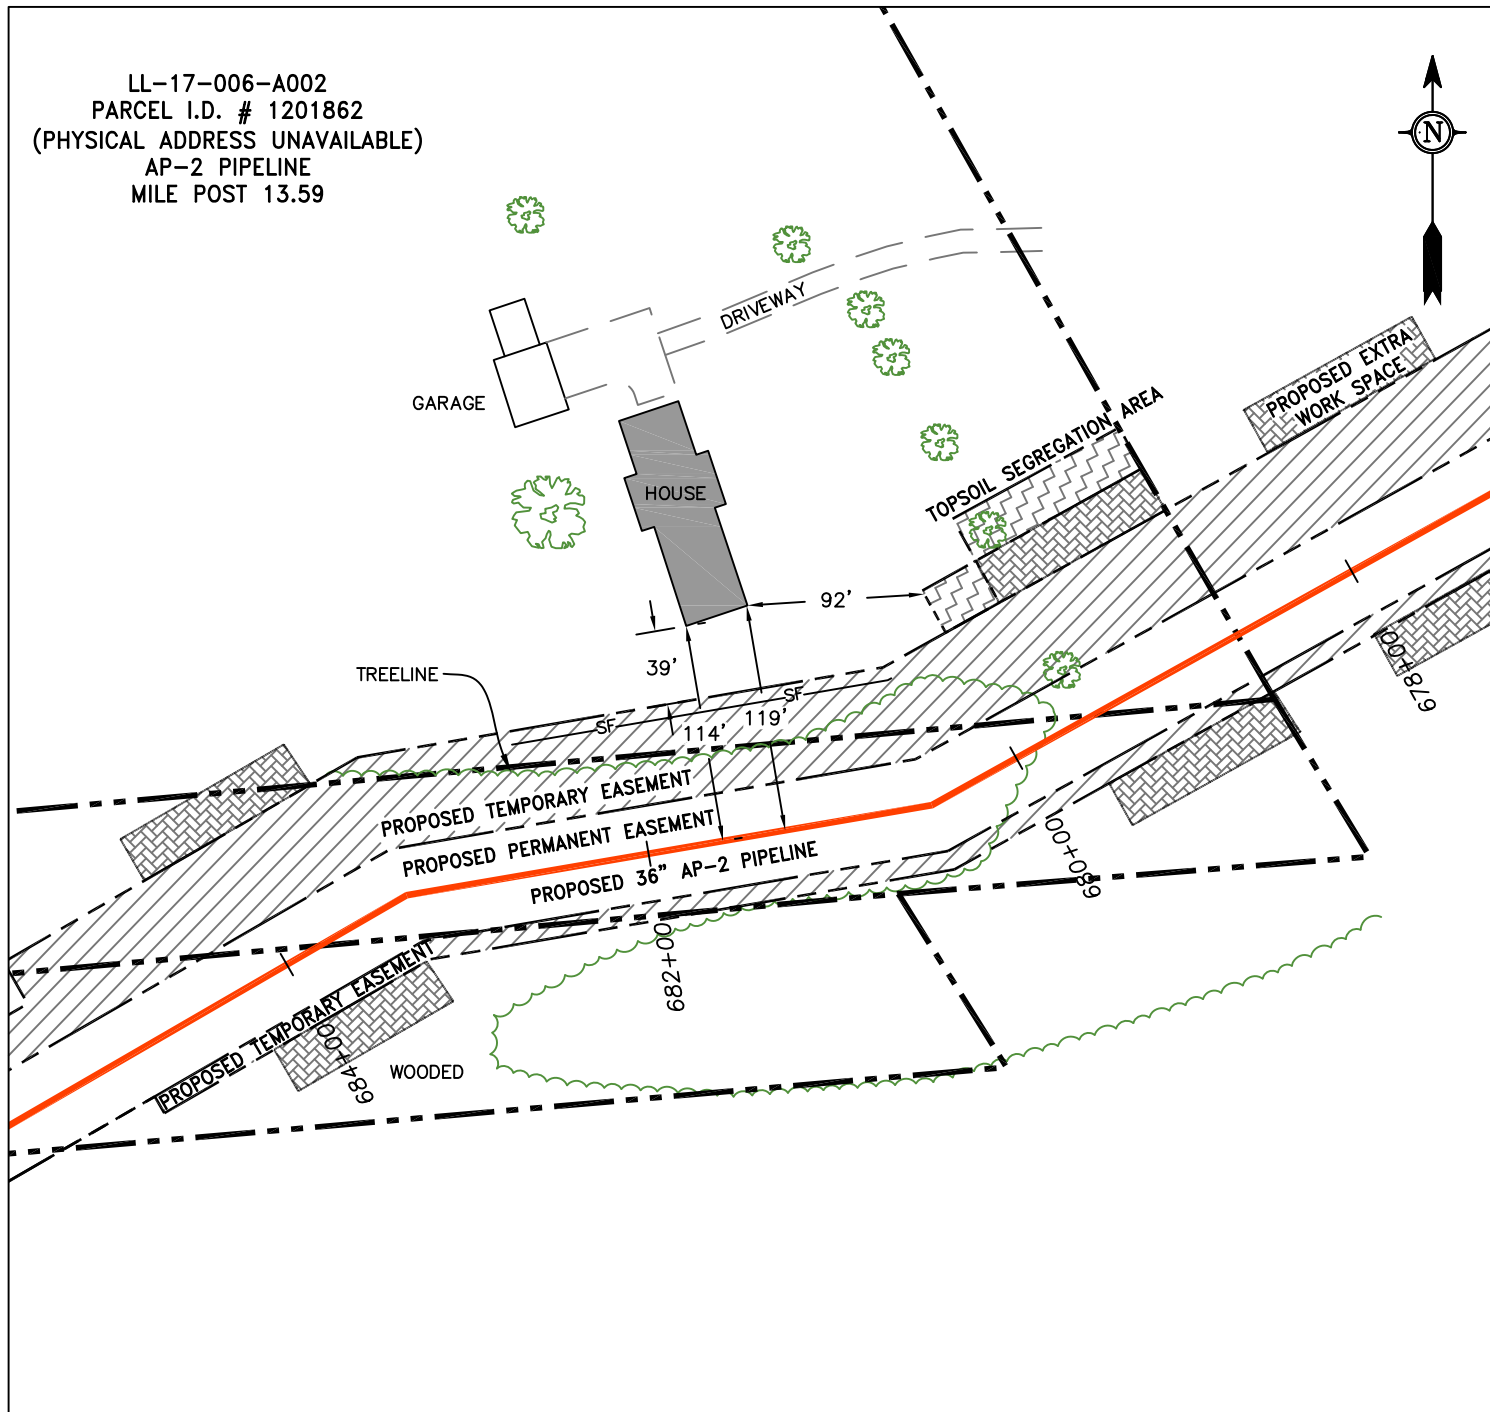 LL-17-006-A002
PARCEL I.D. # 1201862
(PHYSICAL ADDRESS UNAVAILABLE)
AP-2 PIPELINE
MILE POST 13.59
N
DRIVEWAY
PROPOSED EXTRA
WORK SPACE
GARAGE
TOPSOIL SEGREGATION AREA
HOUSE
92'
39'
TREELINE
SF
SF
114'
119'
678+00
PROPOSED TEMPORARY EASEMENT
PROPOSED PERMANENT EASEMENT
PROPOSED 36" AP-2 PIPELINE
680+00
682+00
PROPOSED TEMPORARY EASEMENT
684+00
WOODED